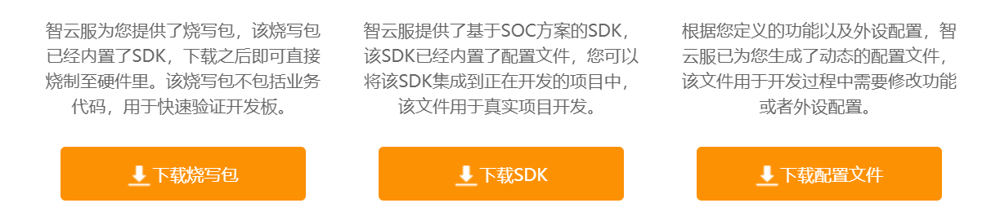 智云服为您提供了烧写包，该烧写包
已经内置了SDK，下载之后即可直接
烧制至硬件里。该烧写包不包括业务
代码，用于快速验证开发板。
下载烧写包
智云服提供了基于SOC方案的SDK，
该SDK已经内置了配置文件，您可以
将该SDK集成到正在开发的项目中，
该文件用于真实项目开发。
下载SDK
根据您定义的功能以及外设配置，智
云服已为您生成了动态的配置文件，
该文件用于开发过程中需要修改功能
或者外设配置。
下载配置文件